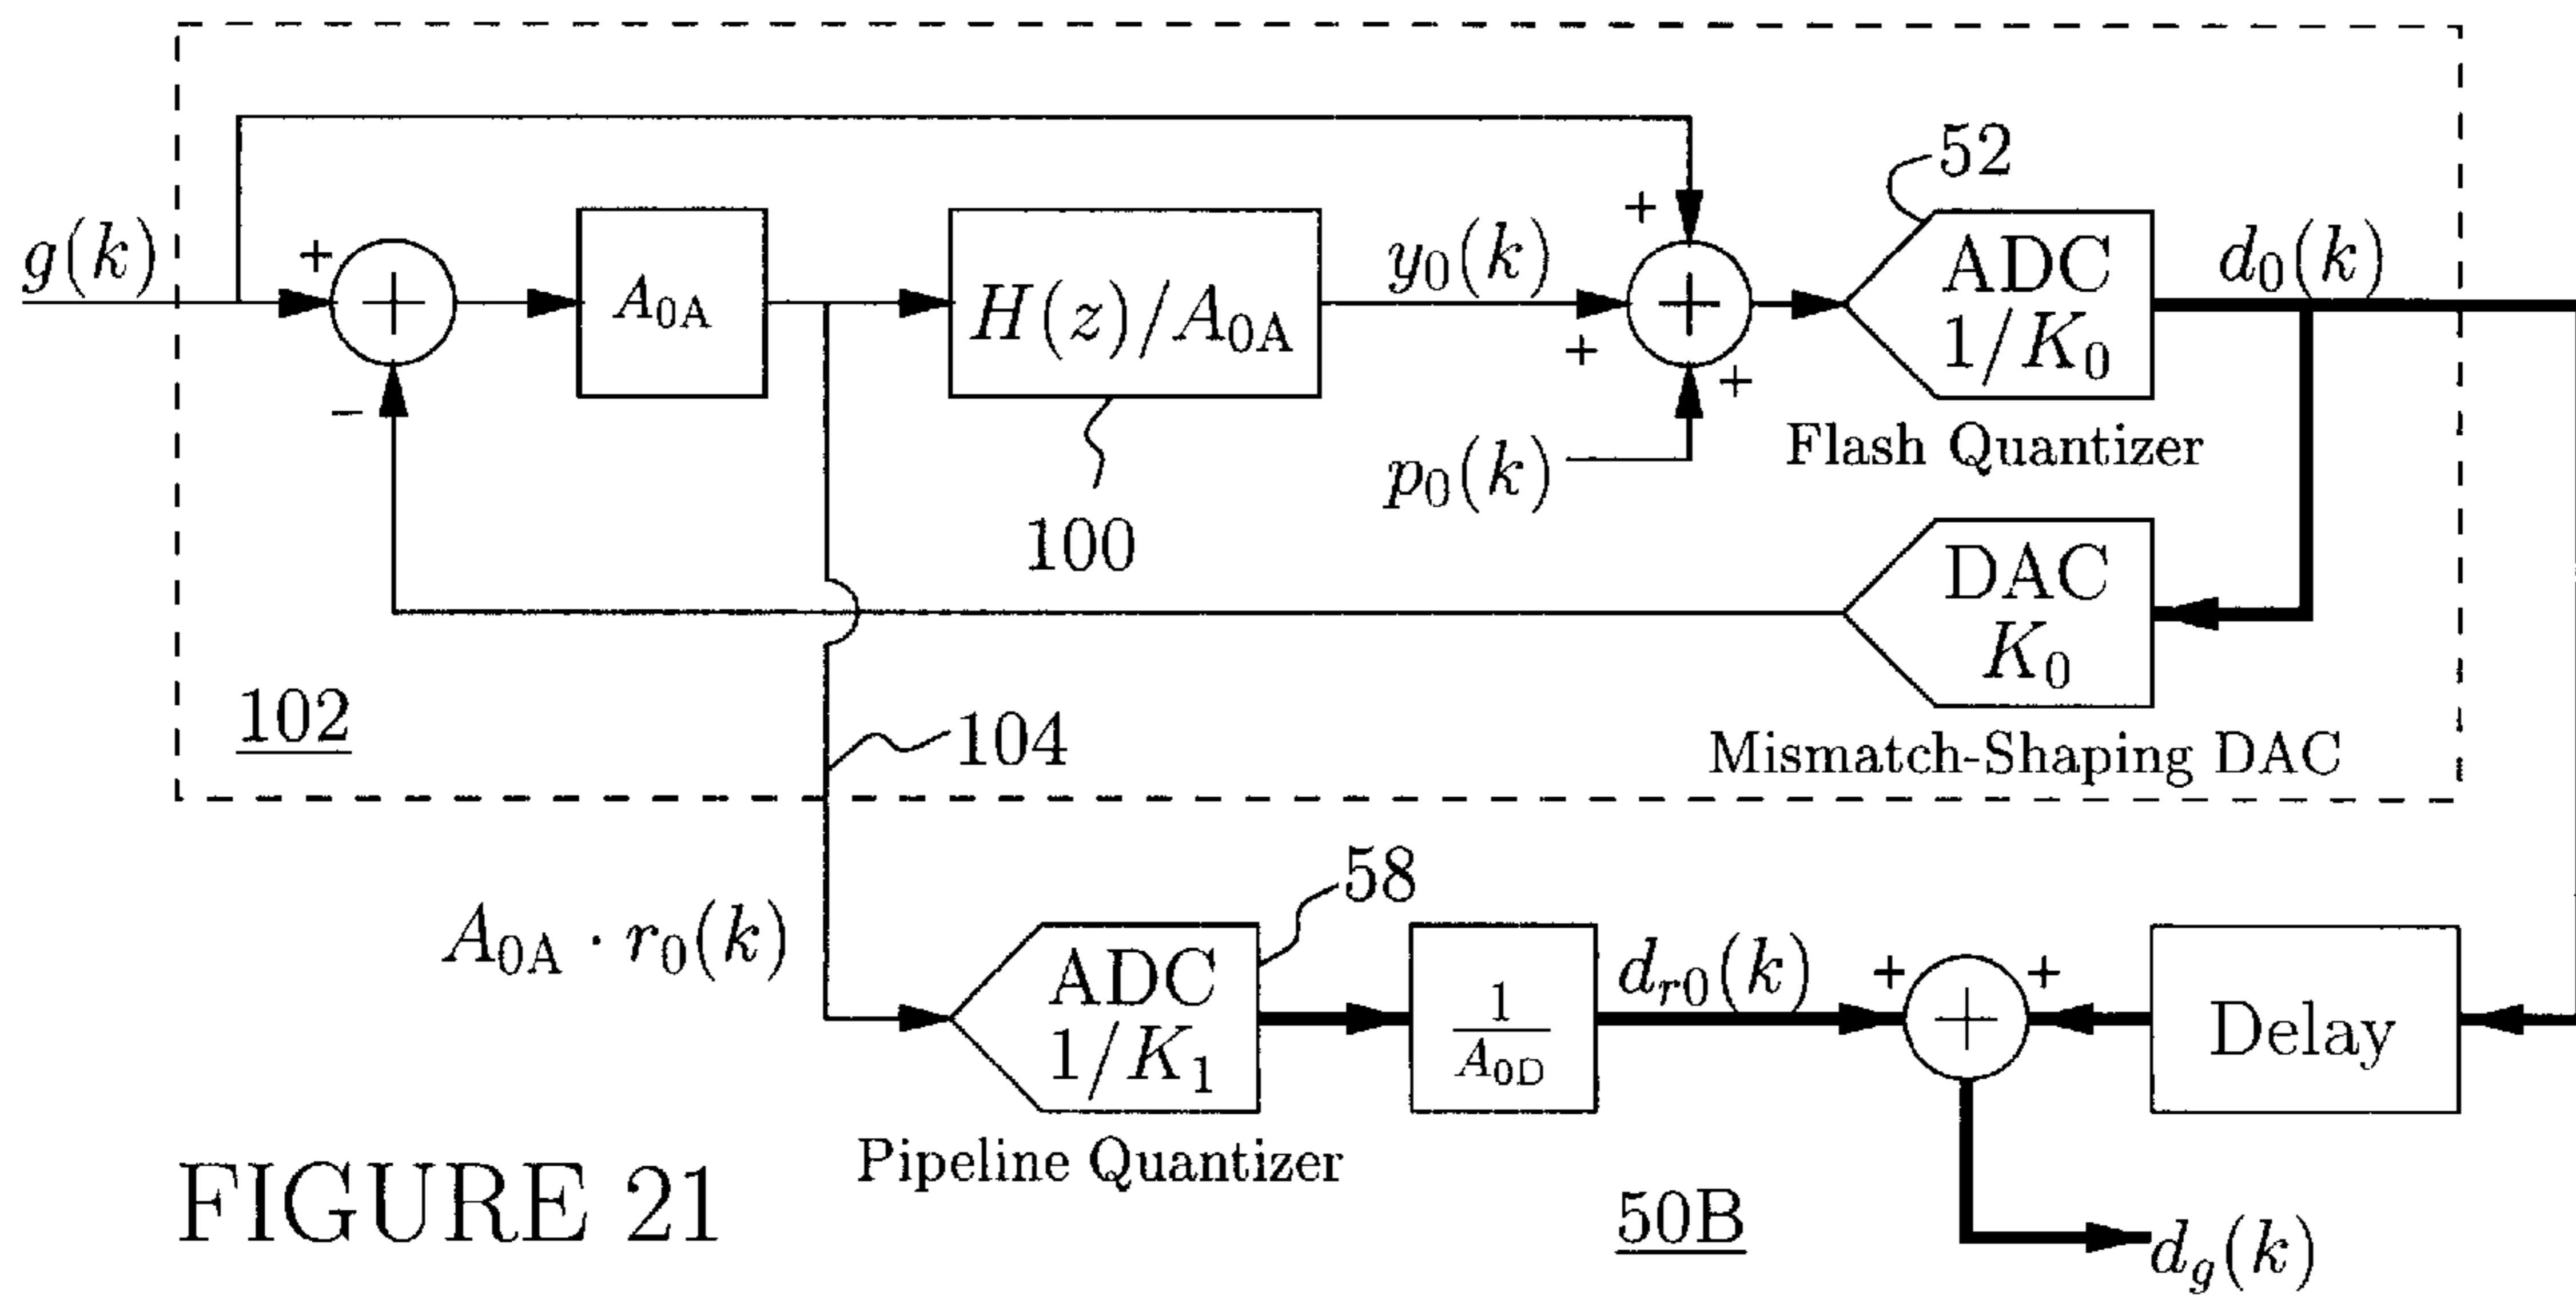 g(k)
+
−
+
A₀A
H(z)/A₀A
100
y₀(k)
+
+
+
+
p₀(k)
52
ADC
1/K₀
Flash Quantizer
d₀(k)
DAC
K₀
Mismatch-Shaping DAC
102
104
A₀A · r₀(k)
58
ADC
1/K₁
Pipeline Quantizer
1
A₀D
dᵣ₀(k)
+
+
+
Delay
50B
d_g(k)
FIGURE 21